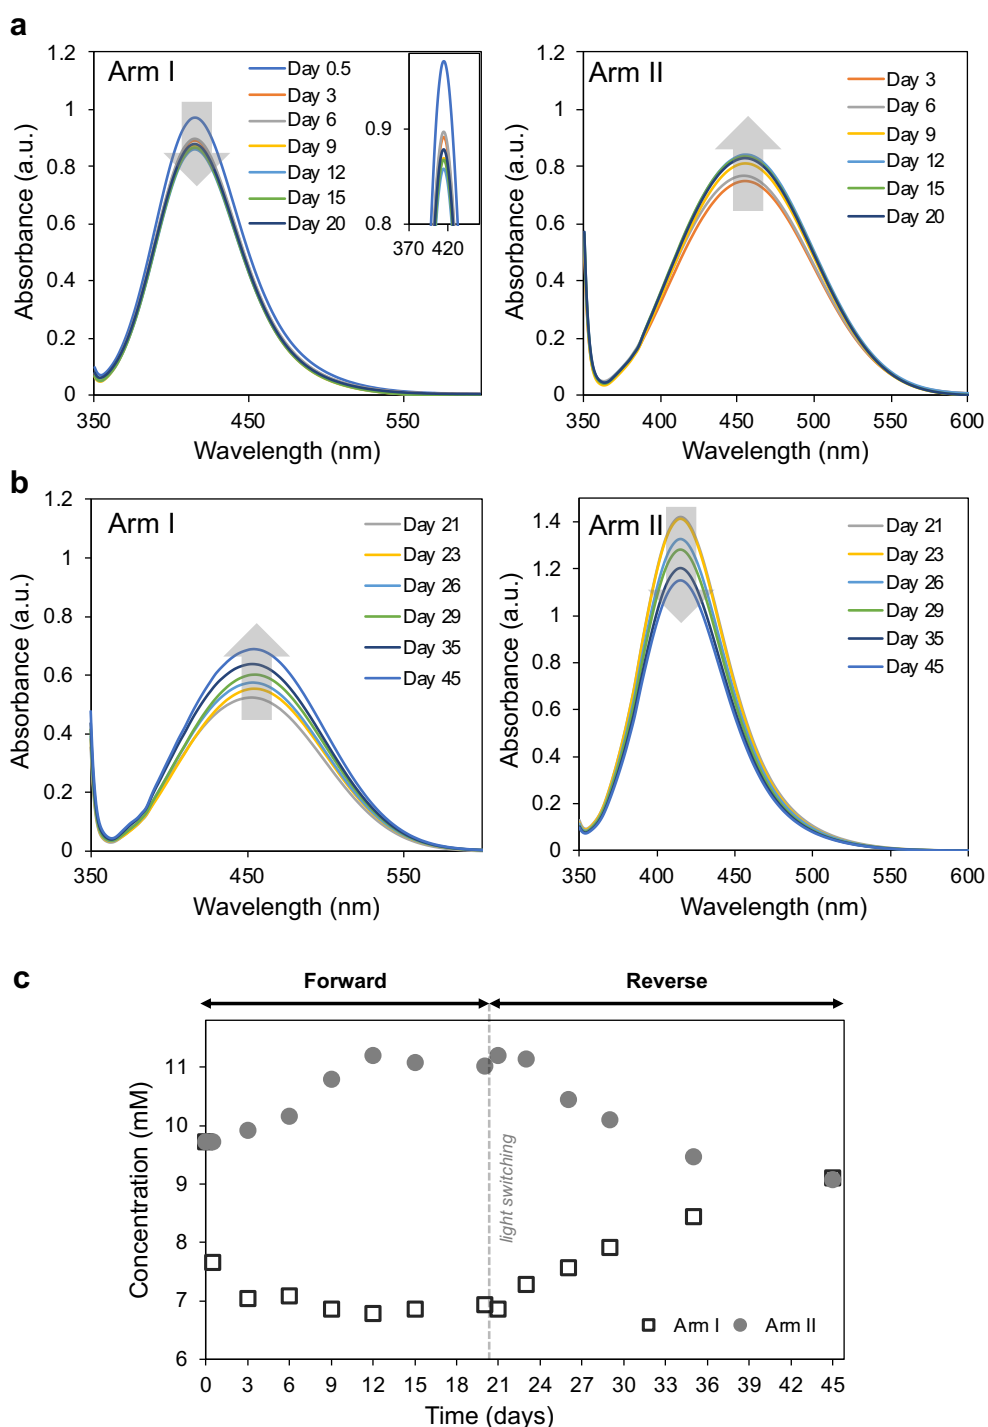 a
Arm I
Day 0.5
Day 3
Day 6
Day 9
Day 12
Day 15
Day 20
1.2
1
0.8
0.6
0.4
0.2
0
350
450
550
Wavelength (nm)
Absorbance (a.u.)
0.9
0.8
370
420
Arm II
Day 3
Day 6
Day 9
Day 12
Day 15
Day 20
1.2
1
0.8
0.6
0.4
0.2
0
350
400
450
500
550
600
Wavelength (nm)
Absorbance (a.u.)
b
Arm I
Day 21
Day 23
Day 26
Day 29
Day 35
Day 45
1.2
1
0.8
0.6
0.4
0.2
0
350
450
550
Wavelength (nm)
Absorbance (a.u.)
Arm II
Day 21
Day 23
Day 26
Day 29
Day 35
Day 45
1.4
1.2
1
0.8
0.6
0.4
0.2
0
350
400
450
500
550
600
Wavelength (nm)
Absorbance (a.u.)
c
Forward
Reverse
11
10
9
8
7
6
Concentration (mM)
light switching
Arm I
Arm II
0
3
6
9
12
15
18
21
24
27
30
33
36
39
42
45
Time (days)